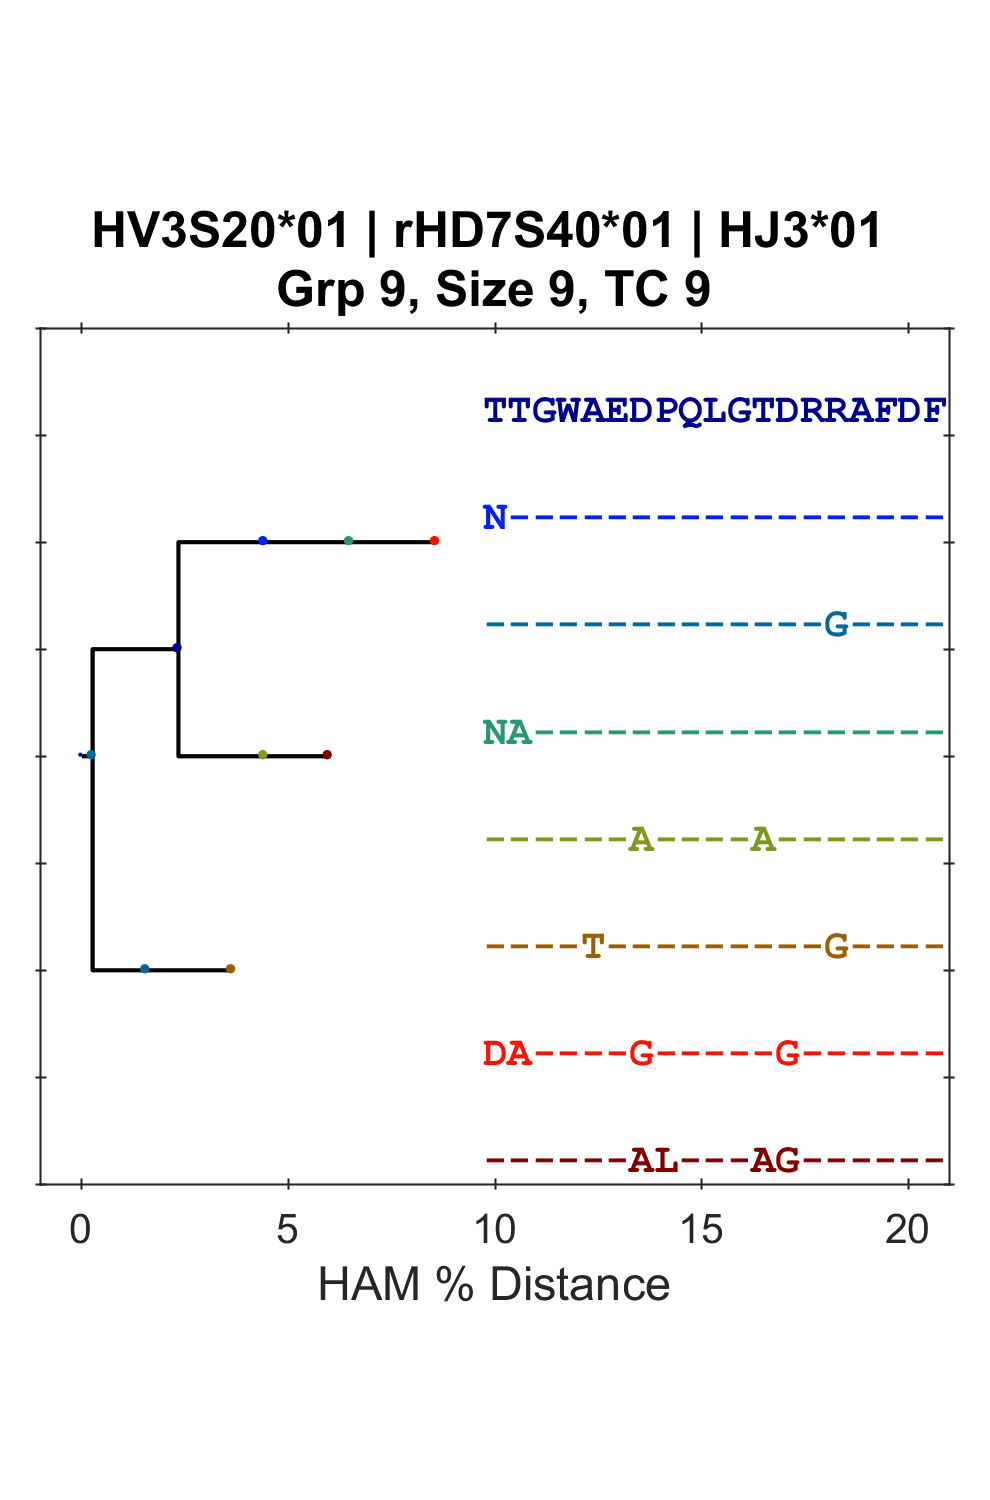 HV3S20*01 | rHD7S40*01 | HJ3*01
Grp 9, Size 9, TC 9
TTGWAEDPQLGTDRRAFDF
N------------------
--------------G----
NA-----------------
------A----A-------
----T---------G----
DA----G-----G------
------AL---AG------
0 5 10 15 20
HAM % Distance